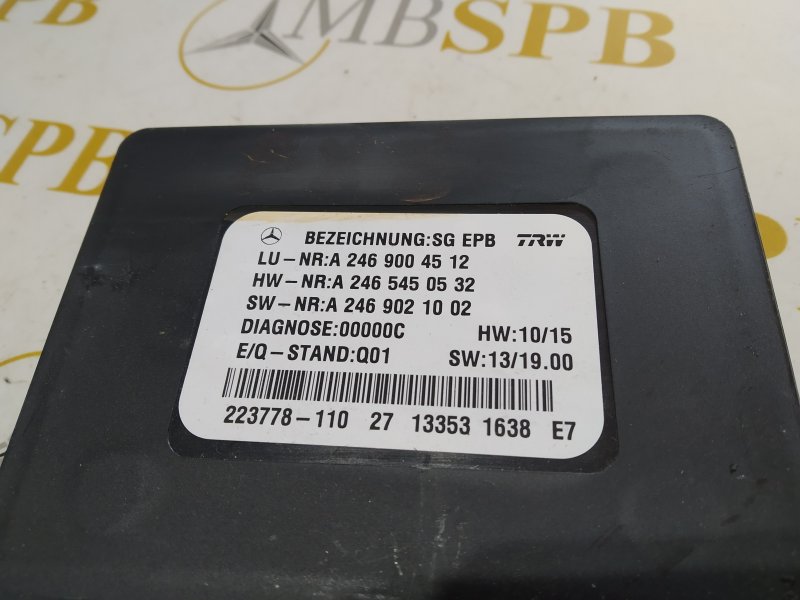 MBSPB
SPB
BEZEICHNUNG:SG EPB TRW
LU-NR:A 246 900 45 12
HW-NR:A 246 545 05 32
SW-NR:A 246 902 10 02
DIAGNOSE:00000C HW:10/15
E/Q-STAND:Q01 SW:13/19.00
223778-110 27 13353 1638 E7